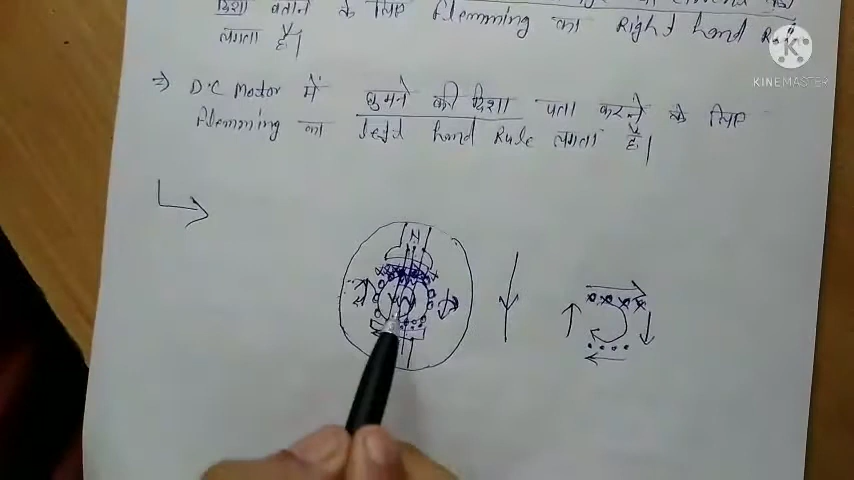 दिशा बताने के लिए Flemming का Right hand Rule
लगता है।
K
KINEMASTER
⇒ D.C Motor में घुमने की दिशा पता करने के लिए
Flemming का left hand Rule लगता है।
N